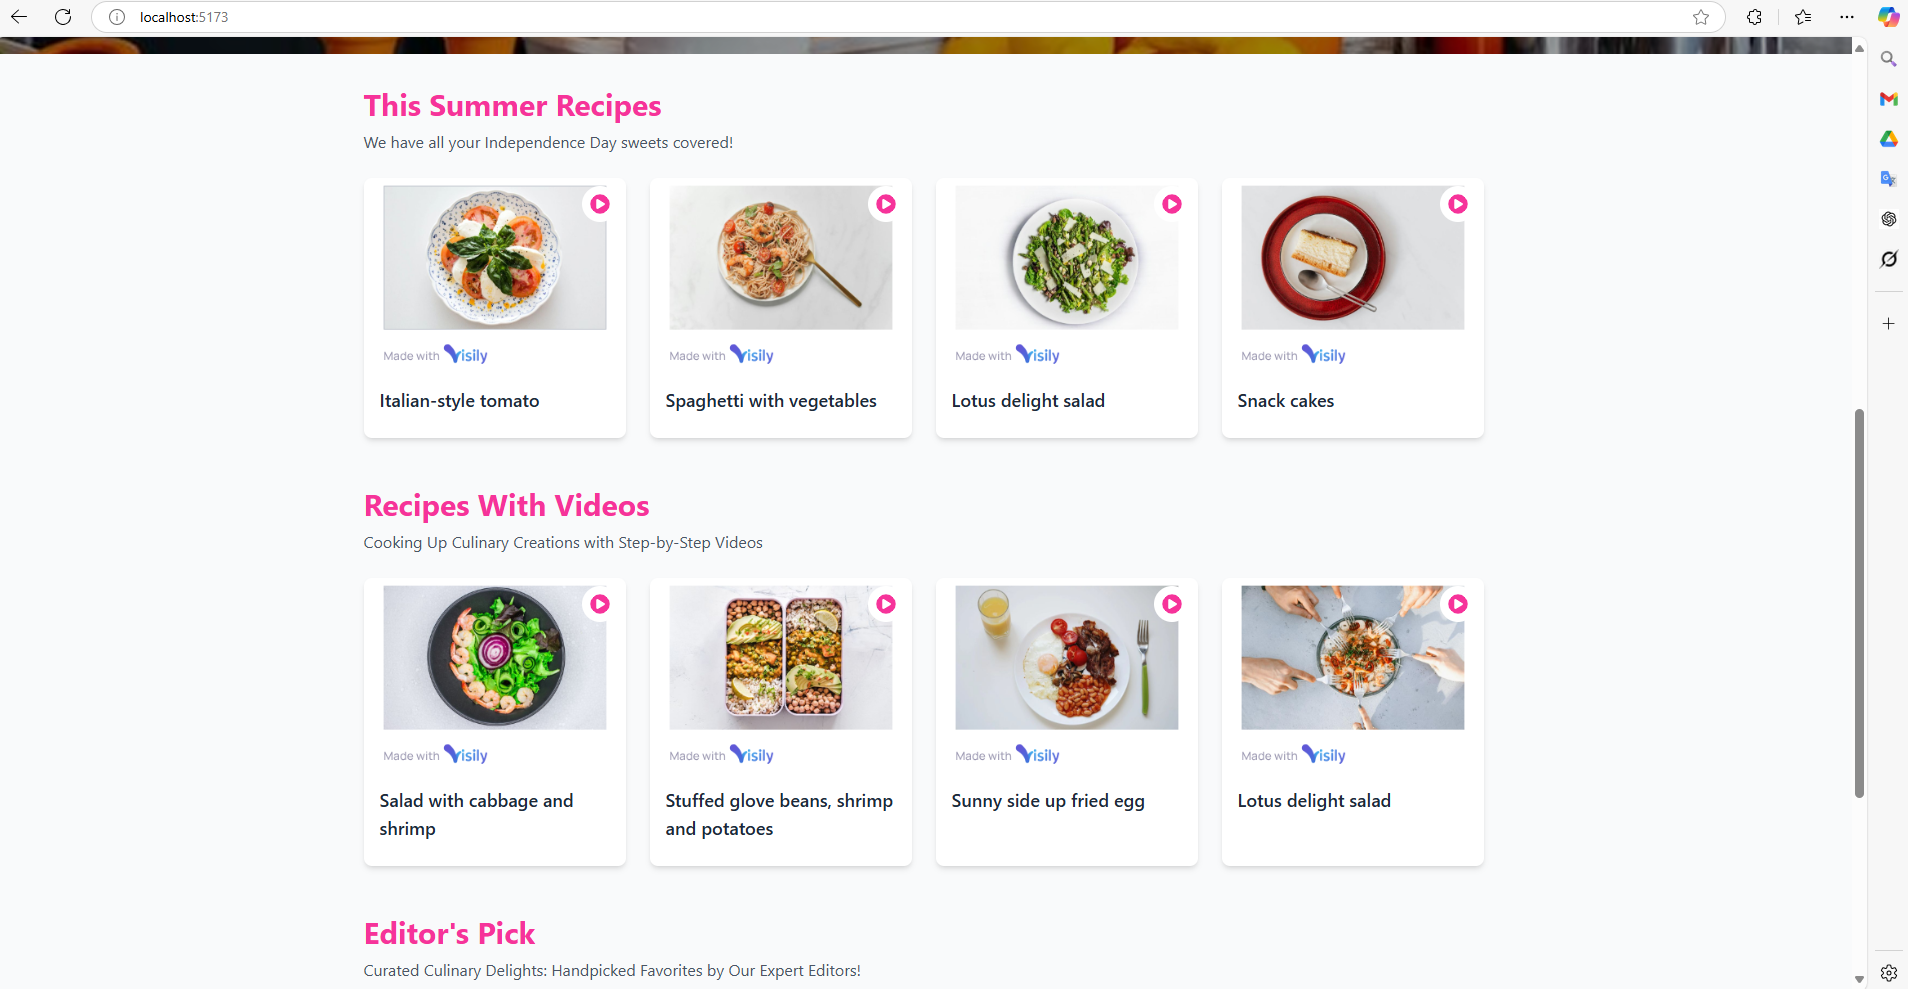 localhost:5173
This Summer Recipes
We have all your Independence Day sweets covered!
Made with Visily
Made with Visily
Made with Visily
Made with Visily
Italian-style tomato
Spaghetti with vegetables
Lotus delight salad
Snack cakes
Recipes With Videos
Cooking Up Culinary Creations with Step-by-Step Videos
Made with Visily
Made with Visily
Made with Visily
Made with Visily
Salad with cabbage and
shrimp
Stuffed glove beans, shrimp
and potatoes
Sunny side up fried egg
Lotus delight salad
Editor's Pick
Curated Culinary Delights: Handpicked Favorites by Our Expert Editors!